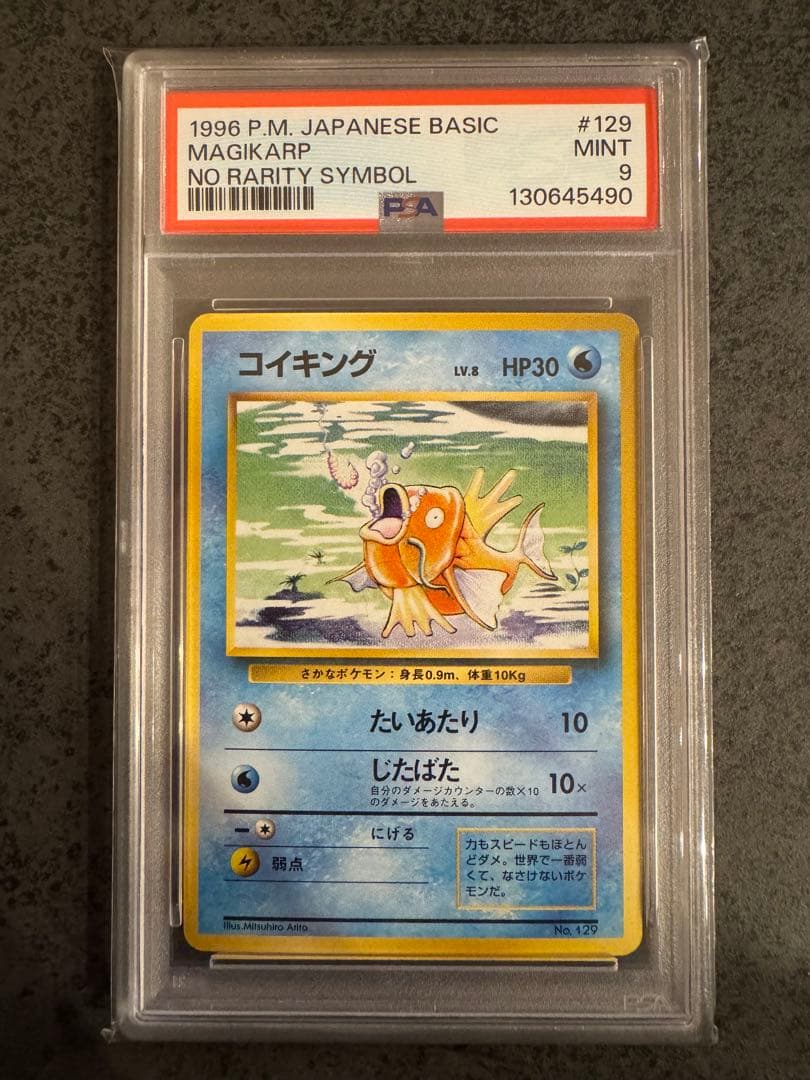 1996 P.M. JAPANESE BASIC #129
MAGIKARP MINT
NO RARITY SYMBOL 9
PSA 130645490
コイキング LV.8 HP30
さかなポケモン：身長0.9m、体重10Kg
たいあたり 10
じたばた 10×
自分のダメージカウンターの数×10
のダメージをあたえる。
にげる
弱点
力もスピードもほとん
どダメ。世界で一番弱
くて、なさけないポケ
モンだ。
Illus.Mitsuhiro Arita No. 129
PSA